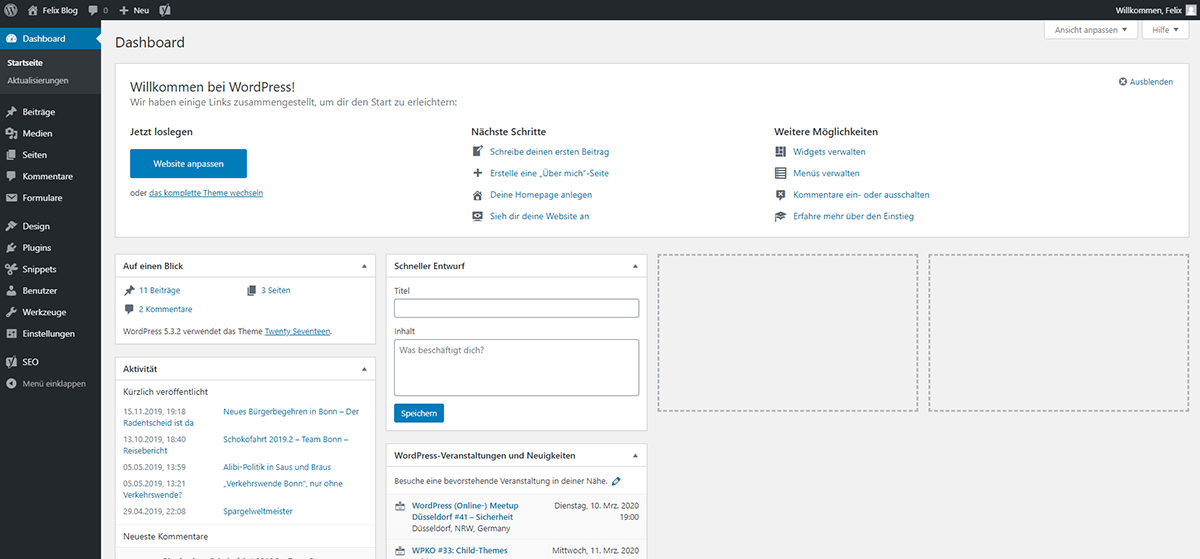 Felix Blog 0 Neu
Willkommen, Felix
Dashboard
Startseite
Aktualisierungen
Beiträge
Medien
Seiten
Kommentare
Formulare
Design
Plugins
Snippets
Benutzer
Werkzeuge
Einstellungen
SEO
Menü einklappen
Ansicht anpassen
Hilfe
Dashboard
Willkommen bei WordPress!
Wir haben einige Links zusammengestellt, um dir den Start zu erleichtern:
Ausblenden
Jetzt loslegen
Website anpassen
oder das komplette Theme wechseln
Nächste Schritte
Schreibe deinen ersten Beitrag
Erstelle eine „Über mich“-Seite
Deine Homepage anlegen
Sieh dir deine Website an
Weitere Möglichkeiten
Widgets verwalten
Menüs verwalten
Kommentare ein- oder ausschalten
Erfahre mehr über den Einstieg
Auf einen Blick
11 Beiträge
3 Seiten
2 Kommentare
WordPress 5.3.2 verwendet das Theme Twenty Seventeen.
Aktivität
Kürzlich veröffentlicht
15.11.2019, 19:18 Neues Bürgerbegehren in Bonn – Der
Radentscheid ist da
13.10.2019, 18:40 Schokofahrt 2019.2 – Team Bonn –
Reisebericht
05.05.2019, 13:59 Alibi-Politik in Saus und Braus
05.05.2019, 13:21 „Verkehrswende Bonn“, nur ohne
Verkehrswende?
29.04.2019, 22:08 Spargelweltmeister
Neueste Kommentare
Schneller Entwurf
Titel
Inhalt
Was beschäftigt dich?
Speichern
WordPress-Veranstaltungen und Neuigkeiten
Besuche eine bevorstehende Veranstaltung in deiner Nähe.
WordPress (Online-) Meetup Dienstag, 10. Mrz. 2020
Düsseldorf #41 – Sicherheit 19:00
Düsseldorf, NRW, Germany
WPKO #33: Child-Themes Mittwoch, 11. Mrz. 2020